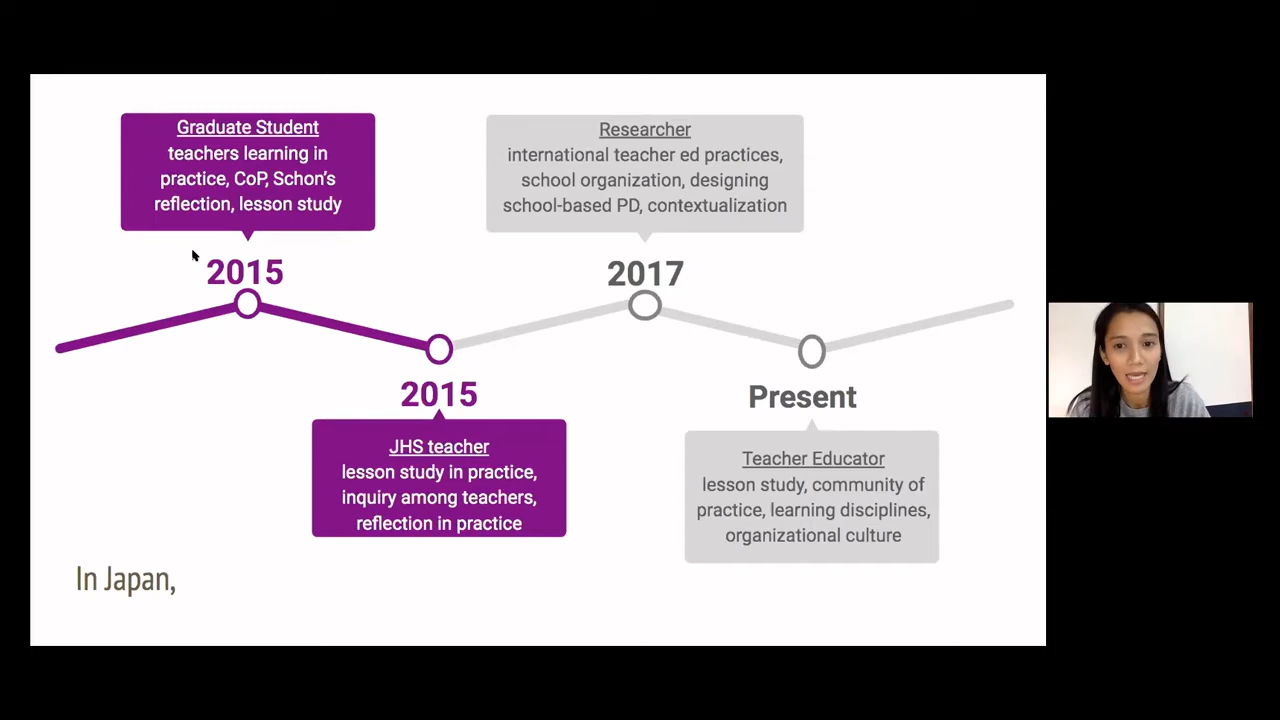 Graduate Student
teachers learning in
practice, CoP, Schon's
reflection, lesson study
2015
2015
JHS teacher
lesson study in practice,
inquiry among teachers,
reflection in practice
Researcher
international teacher ed practices,
school organization, designing
school-based PD, contextualization
2017
Present
Teacher Educator
lesson study, community of
practice, learning disciplines,
organizational culture
In Japan,